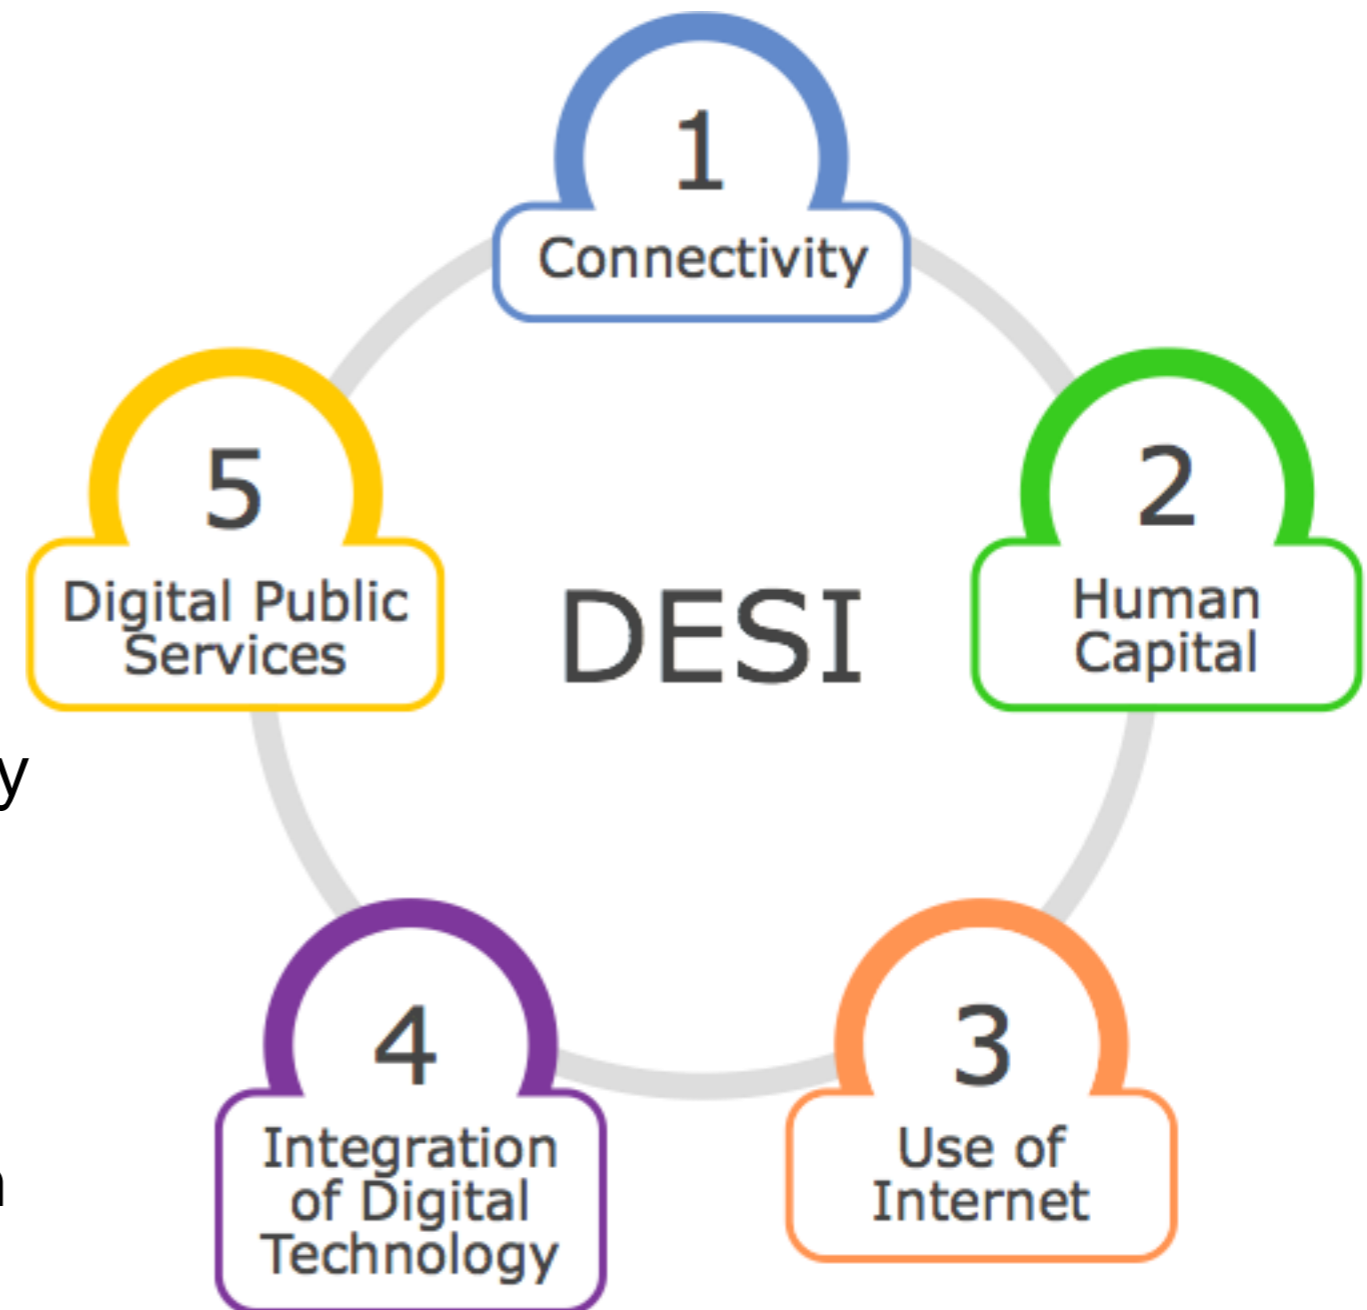 1
Connectivity
2
Human
Capital
3
Use of
Internet
4
Integration
of Digital
Technology
5
Digital Public
Services
DESI
y